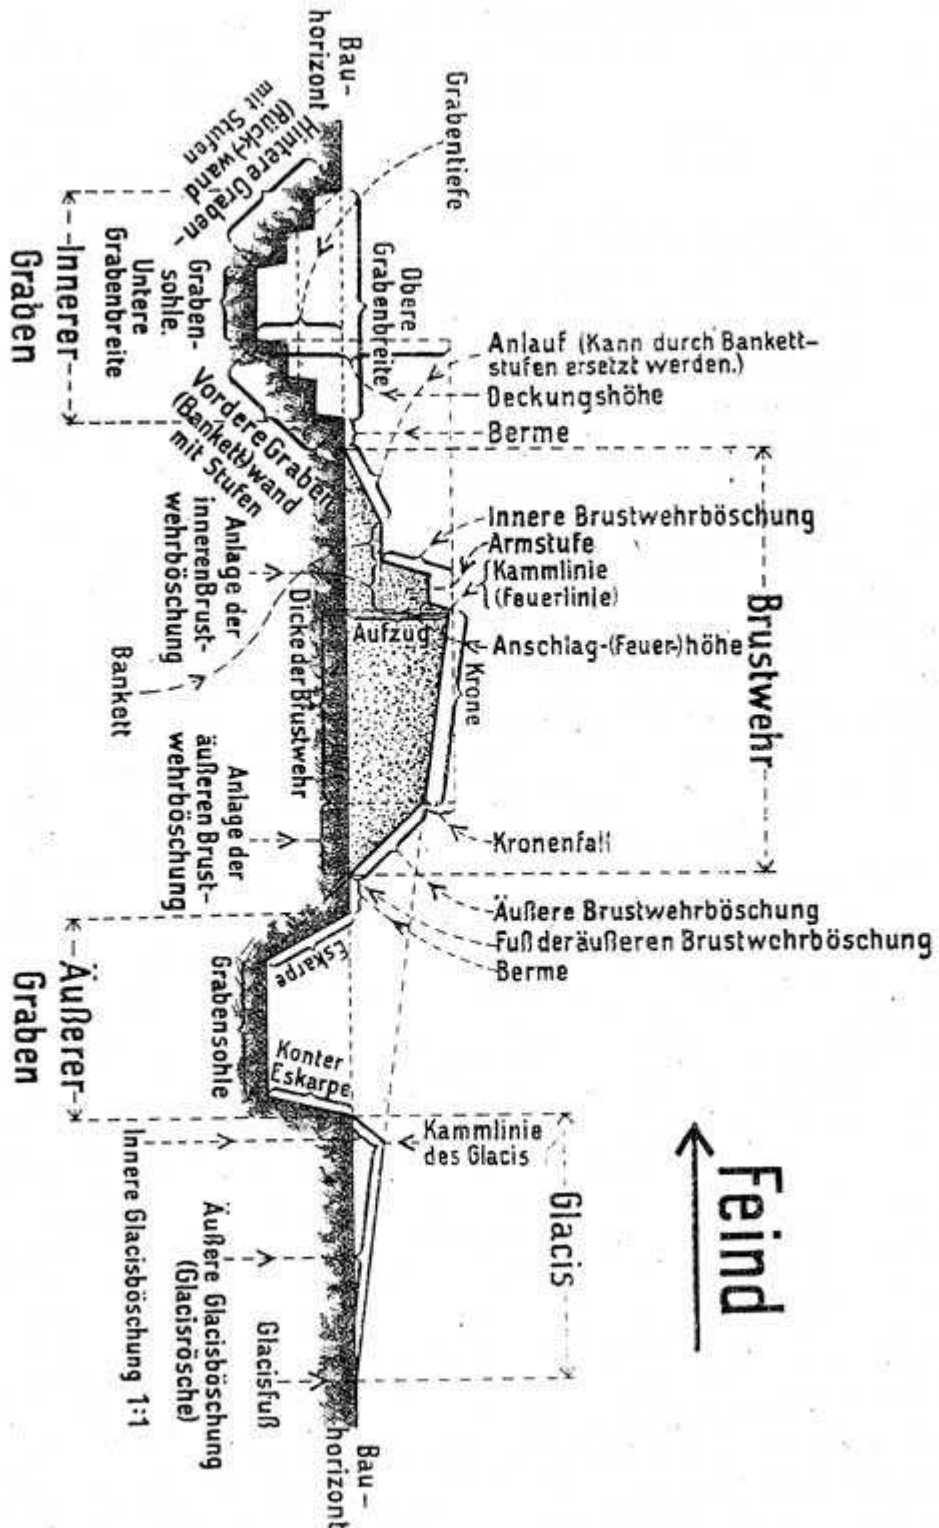 Bau-
horizont
Grabentiefe
Hintere Graben-
(Rück-)wand
mit Stufen
Innerer
Graben
Untere
Grabenbreite
Graben-
sohle.
Obere
Grabenbreite
Vordere Graben
(Bankett)wand
mit Stufen
Anlauf (Kann durch Bankett-
stufen ersetzt werden.)
Deckungshöhe
Berme
Innere Brustwehrböschung
Armstufe
Kammlinie
(Feuerlinie)
Anschlag-(Feuer-)höhe
Brustwehr
Krone
Aufzug
Dicke der Brustwehr
Anlage der
inneren Brust-
wehrböschung
Bankett
Anlage der
äußeren Brust-
wehrböschung
Kronenfall
Äußere Brustwehrböschung
Fuß der äußeren Brustwehrböschung
Berme
Eskarpe
Grabensohle
Äußerer
Graben
Konter
Eskarpe
Kammlinie
des Glacis
Glacis
Feind
Innere Glacisböschung 1:1
Äußere Glacisböschung
(Glacisrösche)
Glacisfuß
Bau-
horizont